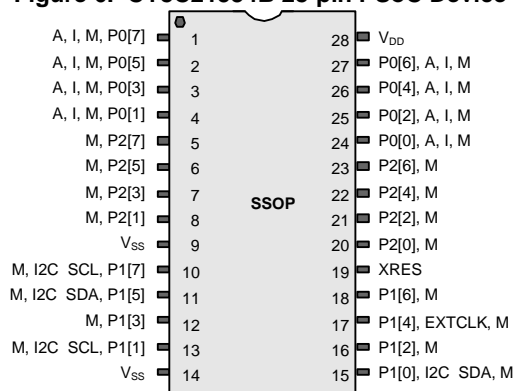 Figure 28-pin PSoC Device
A, I, M, P0[7] 1 28 VDD
A, I, M, P0[5] 2 27 P0[6], A, I, M
A, I, M, P0[3] 3 26 P0[4], A, I, M
A, I, M, P0[1] 4 25 P0[2], A, I, M
M, P2[7] 5 24 P0[0], A, I, M
M, P2[5] 6 23 P2[6], M
M, P2[3] 7 22 P2[4], M
SSOP
M, P2[1] 8 21 P2[2], M
VSS 9 20 P2[0], M
M, I2C SCL, P1[7] 10 19 XRES
M, I2C SDA, P1[5] 11 18 P1[6], M
M, P1[3] 12 17 P1[4], EXTCLK, M
M, I2C SCL, P1[1] 13 16 P1[2], M
VSS 14 15 P1[0], I2C SDA, M